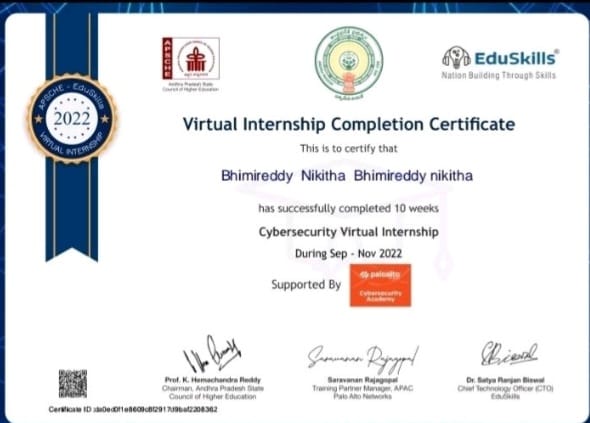 APSCHE
Andhra Pradesh State
Council of Higher Education
EduSkills®
Nation Building Through Skills
APSCHE - EduSkills
2022
VIRTUAL INTERNSHIP
Virtual Internship Completion Certificate
This is to certify that
Bhimireddy Nikitha Bhimireddy nikitha
has successfully completed 10 weeks
Cybersecurity Virtual Internship
During Sep - Nov 2022
Supported By
paloalto
Cybersecurity
Academy
Prof. K. Hemachandra Reddy
Chairman, Andhra Pradesh State
Council of Higher Education
Saravanan Rajagopal
Saravanan Rajagopal
Training Partner Manager, APAC
Palo Alto Networks
Dr. Satya Ranjan Biswal
Chief Technology Officer (CTO)
EduSkills
Certificate ID :